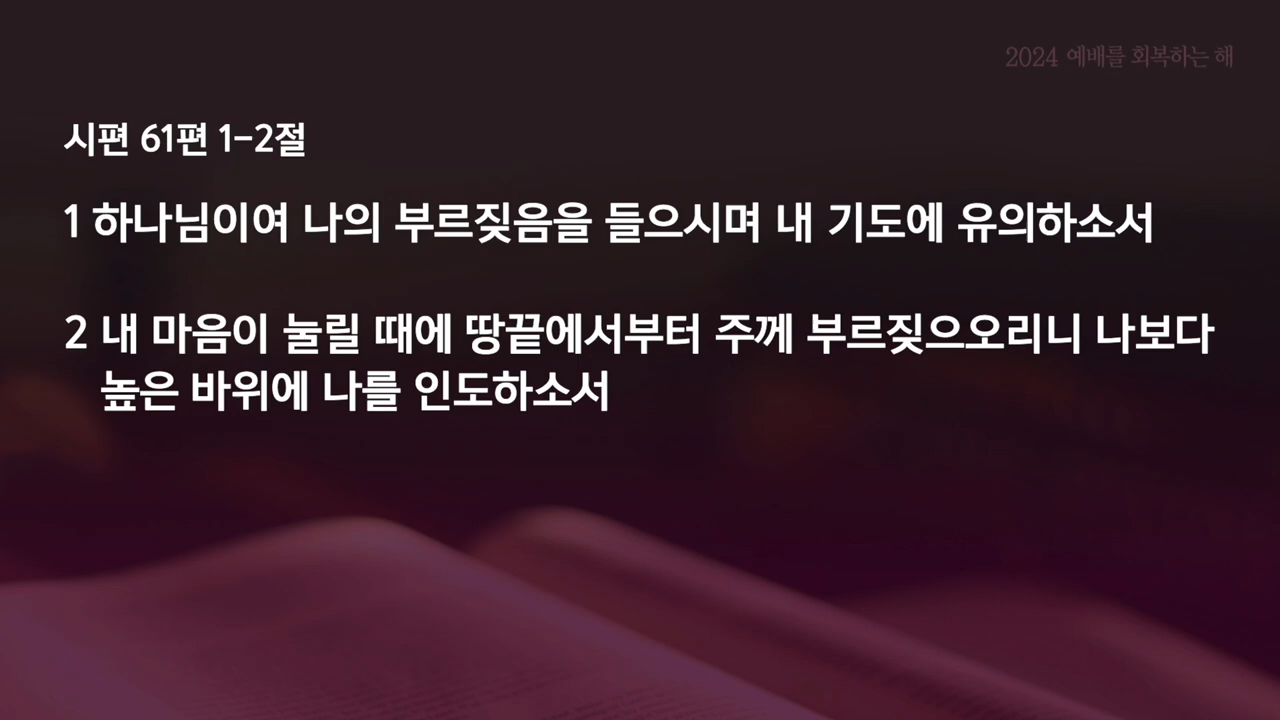 2024 예배를 회복하는 해
시편 61편 1-2절
1 하나님이여 나의 부르짖음을 들으시며 내 기도에 유의하소서
2 내 마음이 눌릴 때에 땅끝에서부터 주께 부르짖으오리니 나보다
높은 바위에 나를 인도하소서